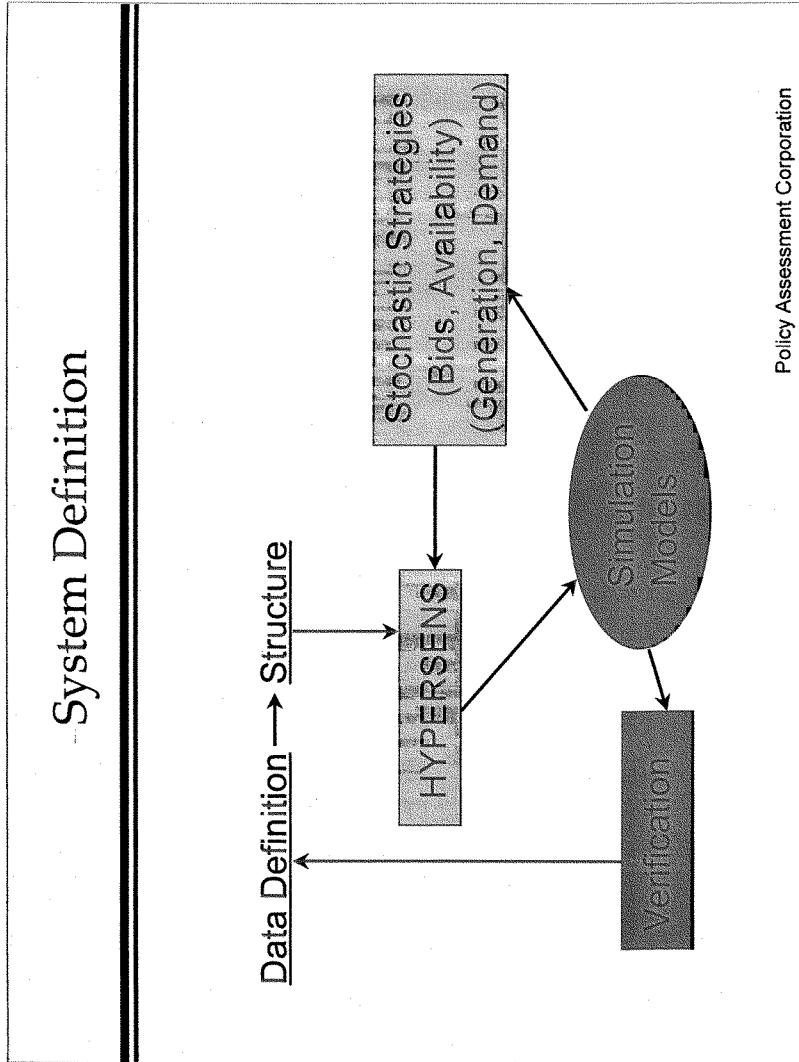 System Definition
Data Definition
Structure
HYPERSENS
Stochastic Strategies
(Bids, Availability)
(Generation, Demand)
Simulation
Models
Verification
Policy Assessment Corporation